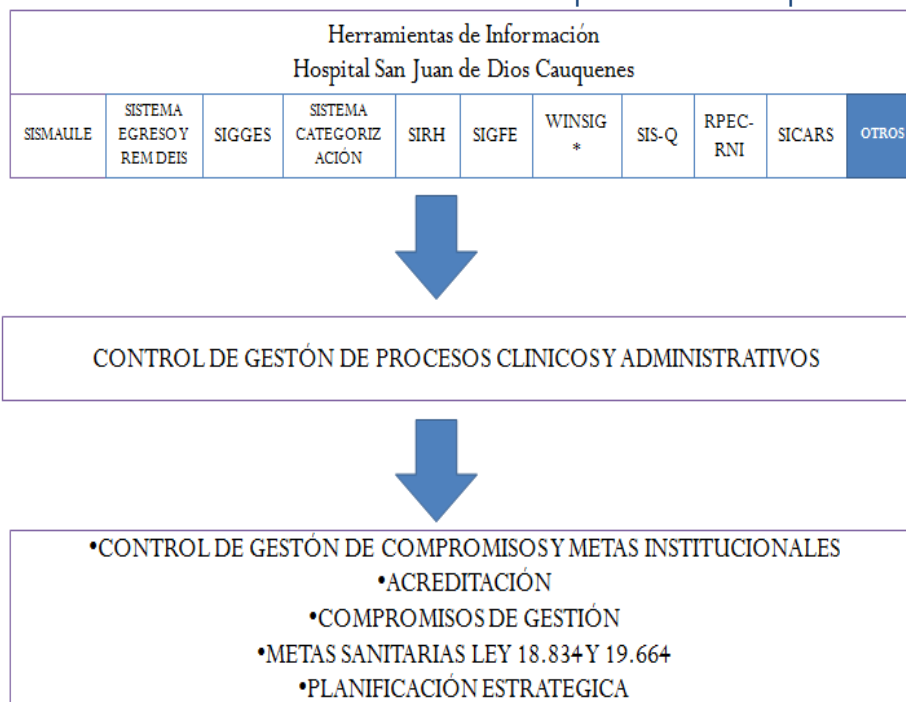 Herramientas de Información
Hospital San Juan de Dios Cauquenes
SISMAULE
SISTEMA
EGRESO Y
REM DEIS
SIGGES
SISTEMA
CATEGORIZ
ACIÓN
SIRH
SIGFE
WINSIG
*
SIS-Q
RPEC-
RNI
SICARS
OTROS
CONTROL DE GESTÓN DE PROCESOS CLINICOS Y ADMINISTRATIVOS
•CONTROL DE GESTIÓN DE COMPROMISOS Y METAS INSTITUCIONALES
•ACREDITACIÓN
•COMPROMISOS DE GESTIÓN
•METAS SANITARIAS LEY 18.834 Y 19.664
•PLANIFICACIÓN ESTRATEGICA